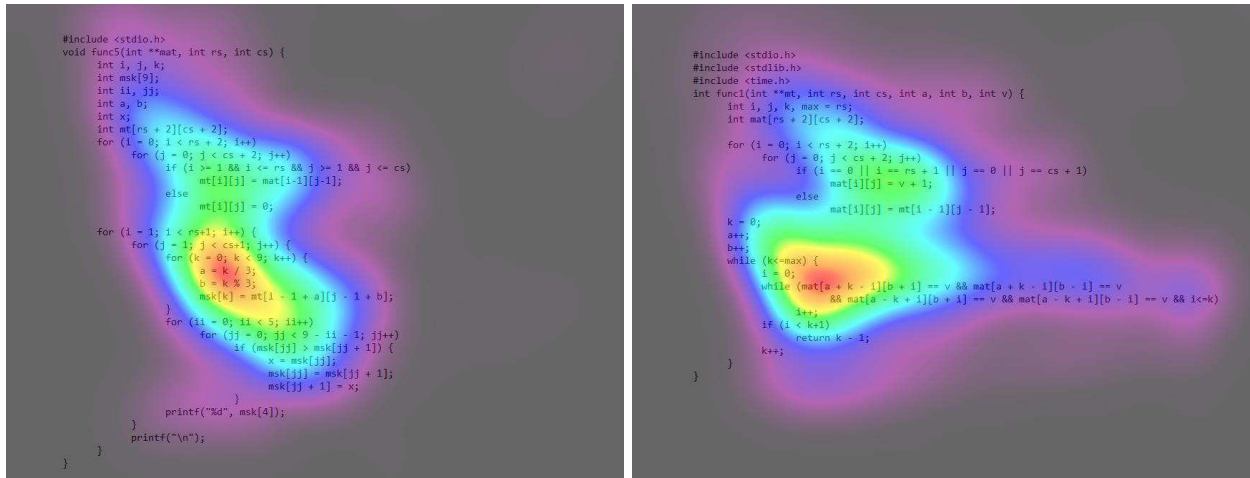 #include <stdio.h>
void func5(int **mat, int rs, int cs) {
int i, j, k;
int msk[9];
int ii, jj;
int a, b;
int x;
int mt[rs + 2][cs + 2];
for (i = 0; i < rs + 2; i++)
for (j = 0; j < cs + 2; j++)
if (i >= 1 && i <= rs && j >= 1 && j <= cs)
mt[i][j] = mat[i-1][j-1];
else
mt[i][j] = 0;
for (i = 1; i < rs+1; i++) {
for (j = 1; j < cs+1; j++) {
for (k = 0; k < 9; k++) {
a = k / 3;
b = k % 3;
msk[k] = mt[i - 1 + a][j - 1 + b];
}
for (ii = 0; ii < 5; ii++)
for (jj = 0; jj < 9 - ii - 1; jj++)
if (msk[jj] > msk[jj + 1]) {
x = msk[jj];
msk[jj] = msk[jj + 1];
msk[jj + 1] = x;
}
printf("%d", msk[4]);
}
printf("\n");
}
}
#include <stdio.h>
#include <stdlib.h>
#include <time.h>
int func1(int **mt, int rs, int cs, int a, int b, int v) {
int i, j, k, max = rs;
int mat[rs + 2][cs + 2];
for (i = 0; i < rs + 2; i++)
for (j = 0; j < cs + 2; j++)
if (i == 0 || i == rs + 1 || j == 0 || j == cs + 1)
mat[i][j] = v + 1;
else
mat[i][j] = mt[i - 1][j - 1];
k = 0;
a++;
b++;
while (k<=max) {
i = 0;
while (mat[a + k - i][b + i] == v && mat[a + k - i][b - i] == v
&& mat[a - k + i][b + i] == v && mat[a - k + i][b - i] == v && i<=k)
i++;
if (i < k+1)
return k - 1;
k++;
}
}